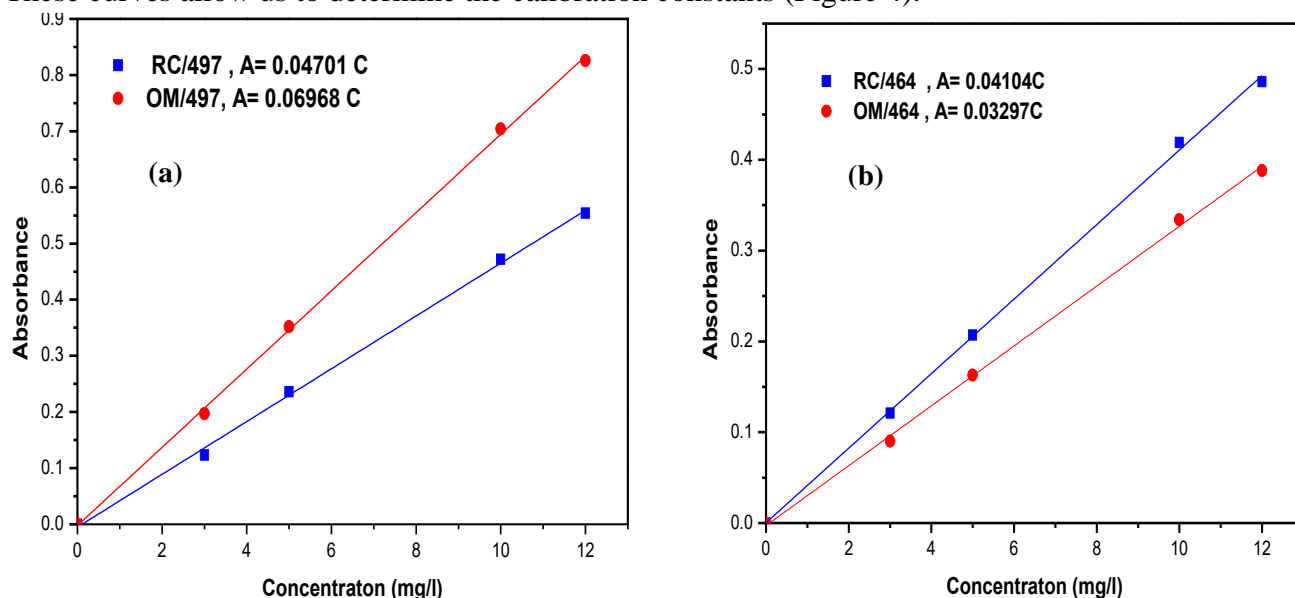 These curves allow us to determine the calibration constants (Figure 4).
0.9
0.8
0.7
0.6
0.5
0.4
0.3
0.2
0.1
0.0
Absorbance
RC/497 , A= 0.04701 C
OM/497, A= 0.06968 C
(a)
0 2 4 6 8 10 12
Concentraton (mg/l)
0.5
0.4
0.3
0.2
0.1
0.0
Absorbance
RC/464 , A= 0.04104C
OM/464 , A= 0.03297C
(b)
0 2 4 6 8 10 12
Concentraton (mg/l)